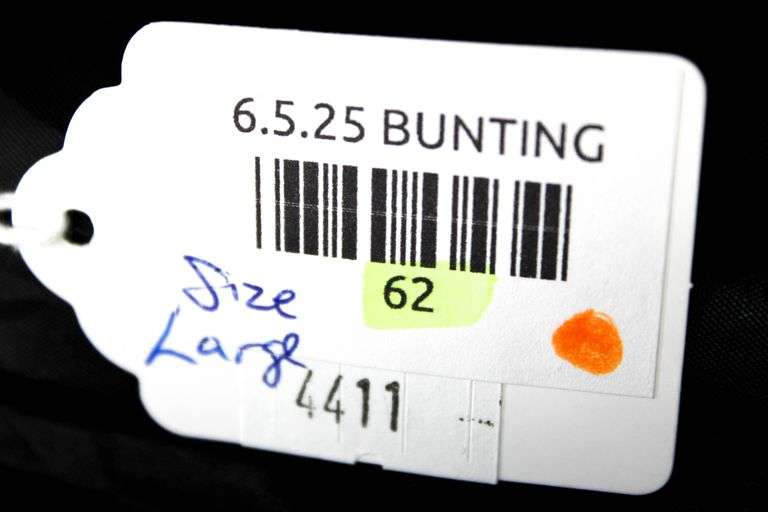 6.5.25 BUNTING
62
Size
Large
4411